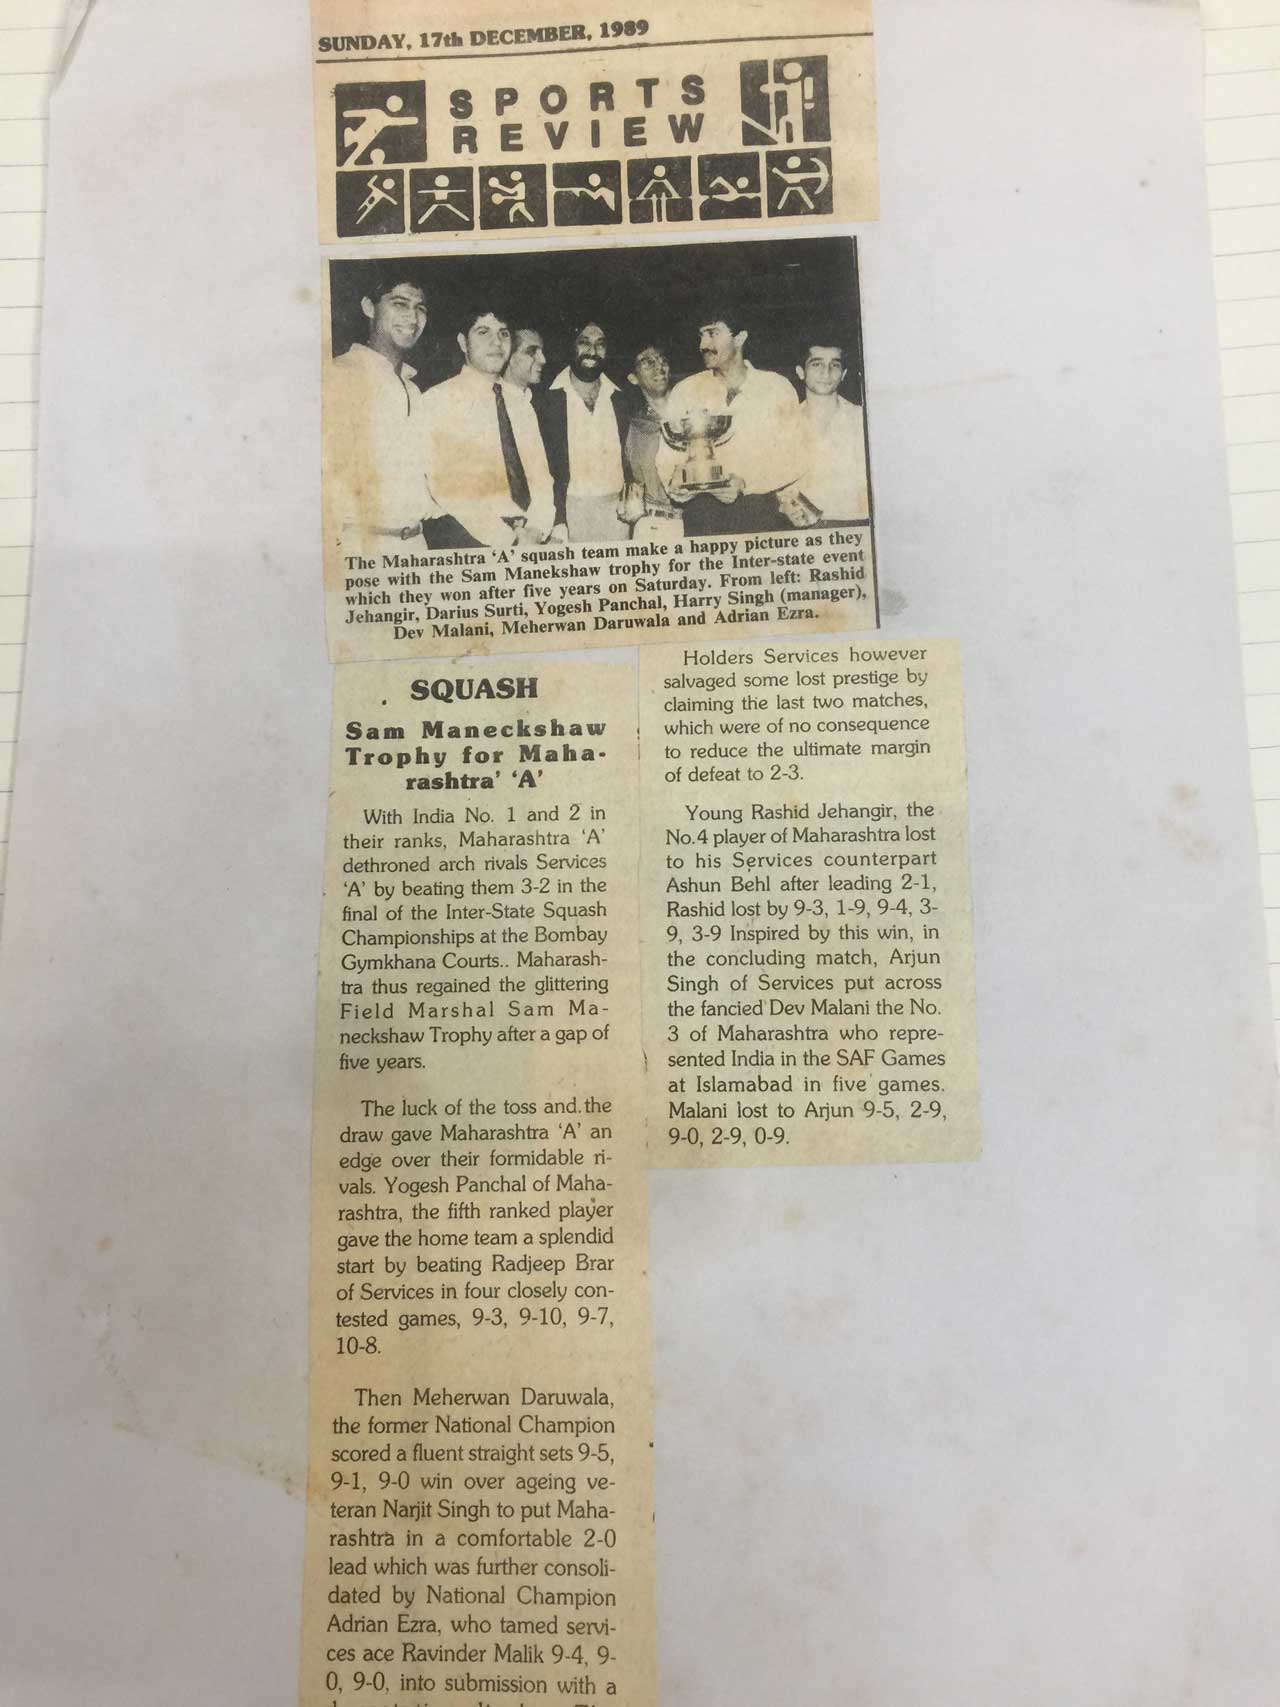 SUNDAY, 17th DECEMBER, 1989
SPORTS
REVIEW
The Maharashtra 'A' squash team make a happy picture as they
pose with the Sam Manekshaw trophy for the Inter-state event
which they won after five years on Saturday. From left: Rashid
Jehangir, Darius Surti, Yogesh Panchal, Harry Singh (manager),
Dev Malani, Meherwan Daruwala and Adrian Ezra.
SQUASH
Sam Maneckshaw
Trophy for Maha-
rashtra' 'A'
With India No. 1 and 2 in
their ranks, Maharashtra 'A'
dethroned arch rivals Services
'A' by beating them 3-2 in the
final of the Inter-State Squash
Championships at the Bombay
Gymkhana Courts.. Maharash-
tra thus regained the glittering
Field Marshal Sam Ma-
neckshaw Trophy after a gap of
five years.
The luck of the toss and the
draw gave Maharashtra 'A' an
edge over their formidable ri-
vals. Yogesh Panchal of Maha-
rashtra, the fifth ranked player
gave the home team a splendid
start by beating Radjeep Brar
of Services in four closely con-
tested games, 9-3, 9-10, 9-7,
10-8.
Then Meherwan Daruwala,
the former National Champion
scored a fluent straight sets 9-5,
9-1, 9-0 win over ageing ve-
teran Narjit Singh to put Maha-
rashtra in a comfortable 2-0
lead which was further consoli-
dated by National Champion
Adrian Ezra, who tamed servi-
ces ace Ravinder Malik 9-4, 9-
0, 9-0, into submission with a
Holders Services however
salvaged some lost prestige by
claiming the last two matches,
which were of no consequence
to reduce the ultimate margin
of defeat to 2-3.
Young Rashid Jehangir, the
No.4 player of Maharashtra lost
to his Services counterpart
Ashun Behl after leading 2-1,
Rashid lost by 9-3, 1-9, 9-4, 3-
9, 3-9 Inspired by this win, in
the concluding match, Arjun
Singh of Services put across
the fancied Dev Malani the No.
3 of Maharashtra who repre-
sented India in the SAF Games
at Islamabad in five games.
Malani lost to Arjun 9-5, 2-9,
9-0, 2-9, 0-9.